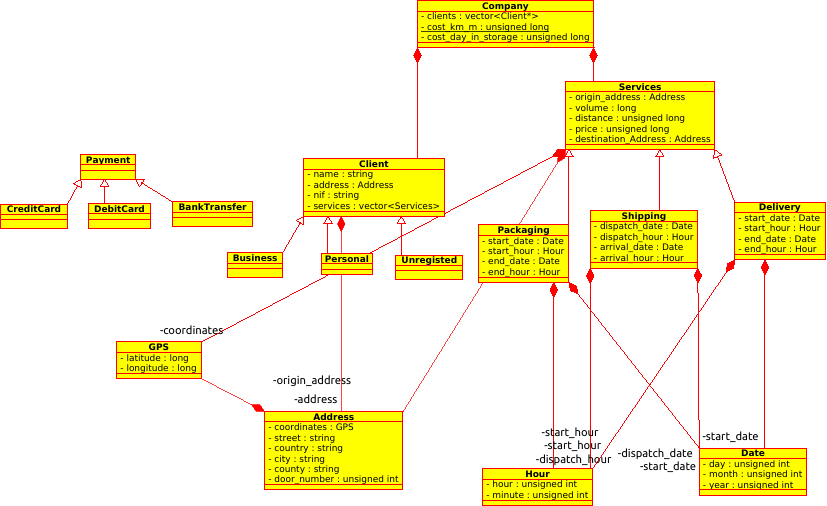 Company
- clients : vector<Client*>
- cost_km_m : unsigned long
- cost_day_in_storage : unsigned long
Services
- origin_address : Address
- volume : long
- distance : unsigned long
- price : unsigned long
- destination_Address : Address
Payment
CreditCard
DebitCard
BankTransfer
Client
- name : string
- address : Address
- nif : string
- services : vector<Services>
Business
Personal
Unregisted
Packaging
- start_date : Date
- start_hour : Hour
- end_date : Date
- end_hour : Hour
Shipping
- dispatch_date : Date
- dispatch_hour : Hour
- arrival_date : Date
- arrival_hour : Hour
Delivery
- start_date : Date
- start_hour : Hour
- end_date : Date
- end_hour : Hour
-coordinates
GPS
- latitude : long
- longitude : long
-origin_address
-address
Address
- coordinates : GPS
- street : string
- country : string
- city : string
- county : string
- door_number : unsigned int
-start_hour
-start_hour
-dispatch_hour
Hour
- hour : unsigned int
- minute : unsigned int
-start_date
-dispatch_date
-start_date
Date
- day : unsigned int
- month : unsigned int
- year : unsigned int